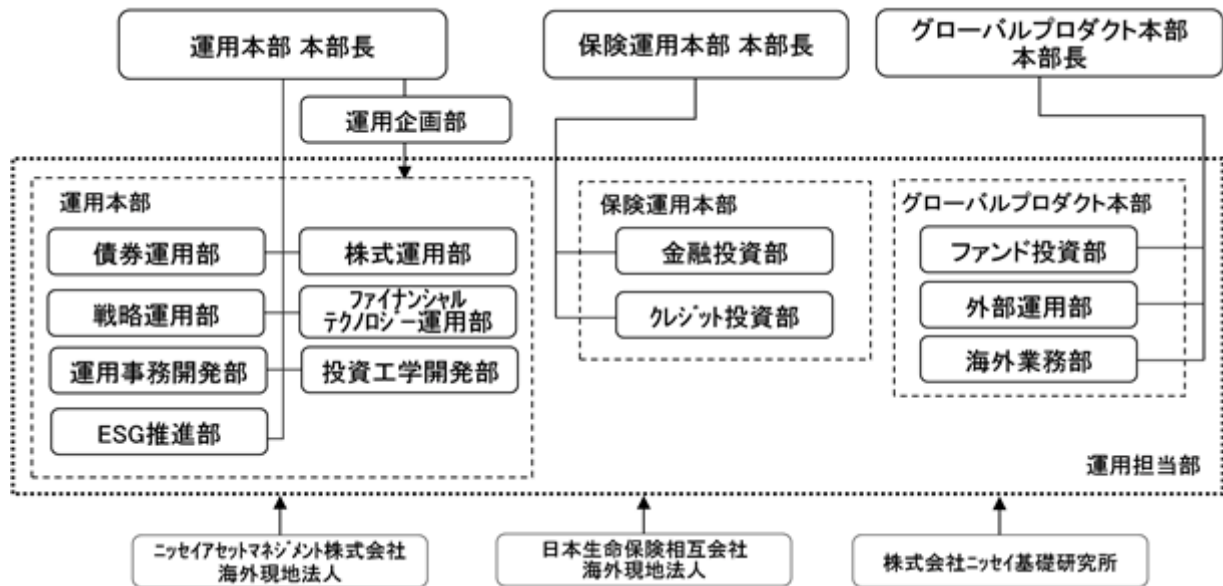 運用本部 本部長
保険運用本部 本部長
グローバルプロダクト本部
本部長
運用企画部
運用本部
債券運用部
株式運用部
戦略運用部
ファイナンシャル
テクノロジー運用部
運用事務開発部
投資工学開発部
ESG推進部
保険運用本部
金融投資部
クレジット投資部
グローバルプロダクト本部
ファンド投資部
外部運用部
海外業務部
運用担当部
ニッセイアセットマネジメント株式会社
海外現地法人
日本生命保険相互会社
海外現地法人
株式会社ニッセイ基礎研究所